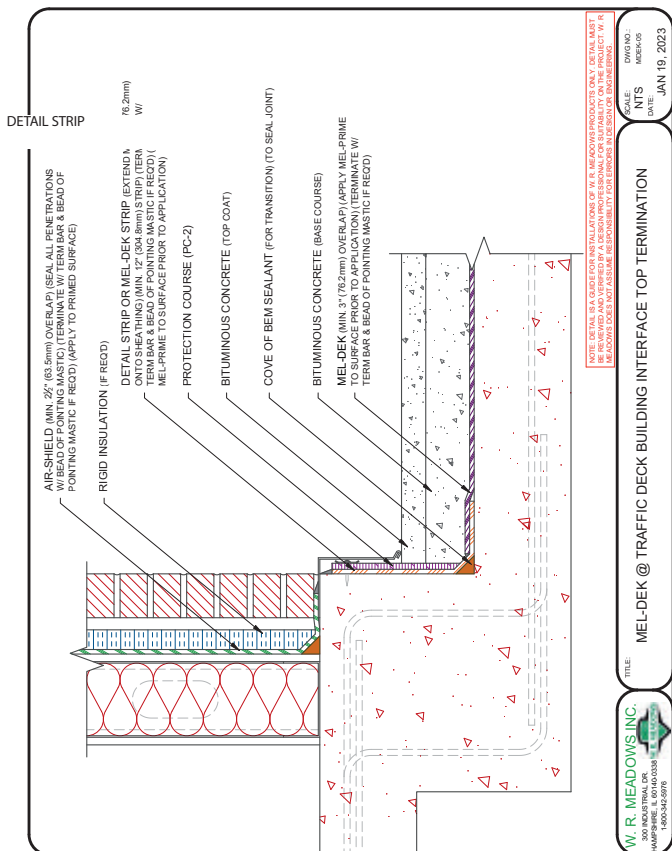 DETAIL STRIP
AIR-SHIELD (MIN. 2½" (63.5mm) OVERLAP) (SEAL ALL PENETRATIONS
W/ BEAD OF POINTING MASTIC) (TERMINATE W/ TERM BAR & BEAD OF
POINTING MASTIC IF REQ'D) (APPLY TO PRIMED SURFACE)
RIGID INSULATION (IF REQ'D)
DETAIL STRIP OR MEL-DEK STRIP (EXTEND M 76.2mm)
ONTO SHEATHING) (MIN. 12" (304.8mm) STRIP) (TERM W/
TERM BAR & BEAD OF POINTING MASTIC IF REQ'D) (
MEL-PRIME TO SURFACE PRIOR TO APPLICATION)
PROTECTION COURSE (PC-2)
BITUMINOUS CONCRETE (TOP COAT)
COVE OF BEM SEALANT (FOR TRANSITION) (TO SEAL JOINT)
BITUMINOUS CONCRETE (BASE COURSE)
MEL-DEK (MIN. 3" (76.2mm) OVERLAP) (APPLY MEL-PRIME
TO SURFACE PRIOR TO APPLICATION) (TERMINATE W/
TERM BAR & BEAD OF POINTING MASTIC IF REQ'D)
NOTE: DETAIL IS A GUIDE FOR INSTALLATIONS OF W. R. MEADOWS PRODUCTS ONLY. DETAIL MUST
BE REVIEWED AND VERIFIED BY A DESIGN PROFESSIONAL FOR SUITABILITY ON THE PROJECT. W. R.
MEADOWS DOES NOT ASSUME RESPONSIBILITY FOR ERRORS IN DESIGN OR ENGINEERING.
W. R. MEADOWS INC.
300 INDUSTRIAL DR.
HAMPSHIRE, IL 60140-0338
1-800-342-5976
W. R. MEADOWS
TITLE:
MEL-DEK @ TRAFFIC DECK BUILDING INTERFACE TOP TERMINATION
SCALE:
NTS
DWG NO.:
MDEK-05
DATE:
JAN 19, 2023